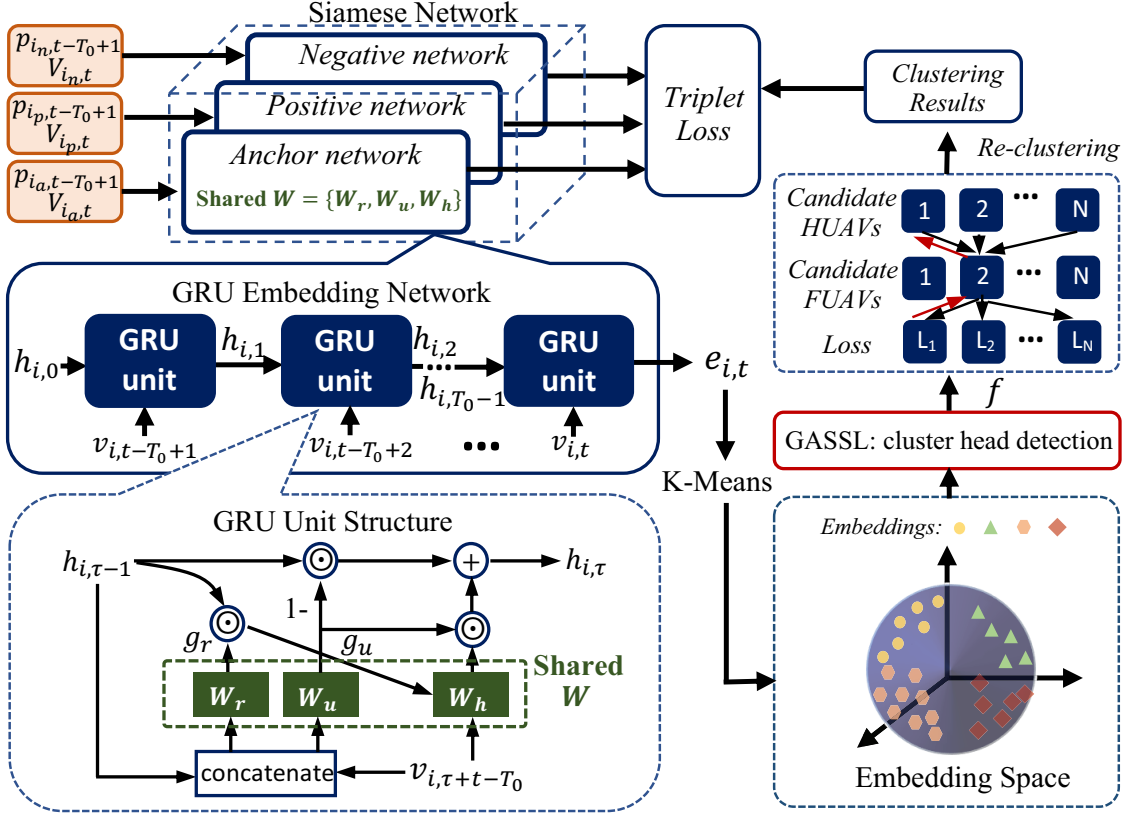 Siamese Network
p_{i_n,t−T_0+1}
V_{i_n,t}
Negative network
p_{i_p,t−T_0+1}
V_{i_p,t}
Positive network
p_{i_a,t−T_0+1}
V_{i_a,t}
Anchor network
Shared W = {W_r, W_u, W_h}
Triplet
Loss
Clustering
Results
Re-clustering
Candidate
HUAVs
1 2 ••• N
Candidate
FUAVs
1 2 ••• N
Loss
L_1 L_2 ••• L_N
f
GASSL: cluster head detection
GRU Embedding Network
h_{i,0}
GRU
unit
h_{i,1}
GRU
unit
h_{i,2}
•••
h_{i,T_0−1}
GRU
unit
e_{i,t}
v_{i,t−T_0+1}
v_{i,t−T_0+2}
•••
v_{i,t}
K-Means
Embeddings:
Embedding Space
GRU Unit Structure
h_{i,τ−1}
+
h_{i,τ}
1-
g_r
g_u
Shared
W
W_r
W_u
W_h
concatenate
v_{i,τ+t−T_0}